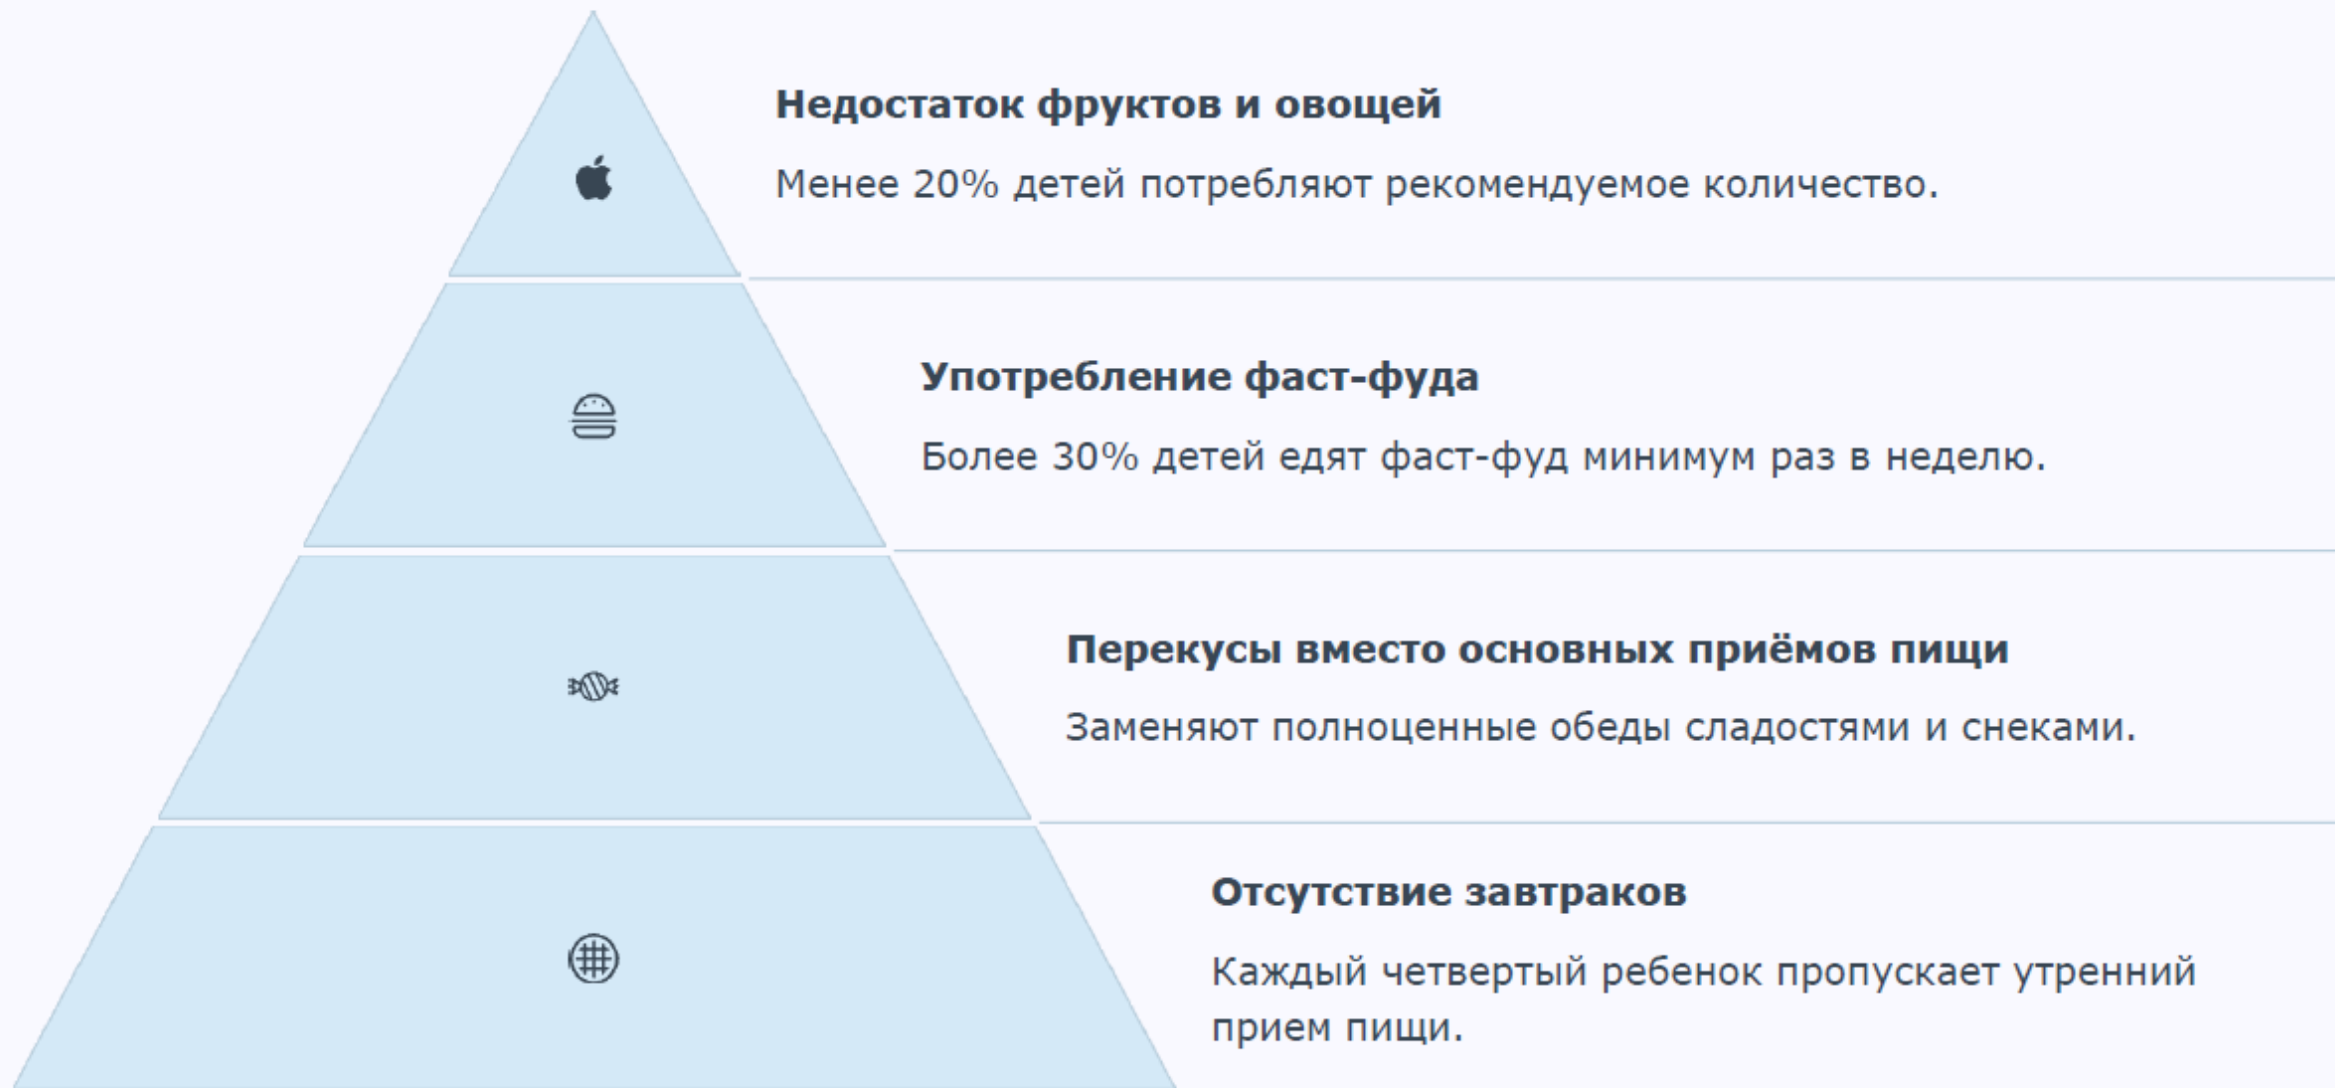 Недостаток фруктов и овощей
Менее 20% детей потребляют рекомендуемое количество.
Употребление фаст-фуда
Более 30% детей едят фаст-фуд минимум раз в неделю.
Перекусы вместо основных приёмов пищи
Заменяют полноценные обеды сладостями и снеками.
Отсутствие завтраков
Каждый четвертый ребенок пропускает утренний
прием пищи.